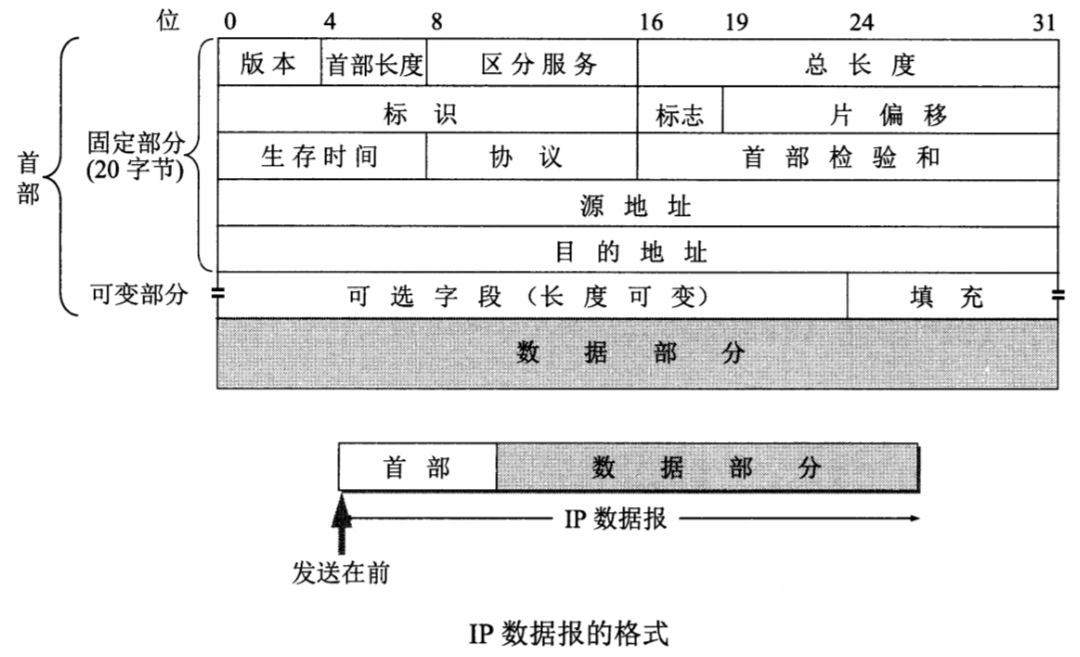 位 0 4 8 16 19 24 31
版本 首部长度 区分服务 总长度
标识 标志 片偏移
固定部分
(20 字节)
生存时间 协议 首部检验和
首部
源地址
目的地址
可变部分 可选字段（长度可变） 填充
数据部分
首部 数据部分
IP 数据报
发送在前
IP 数据报的格式